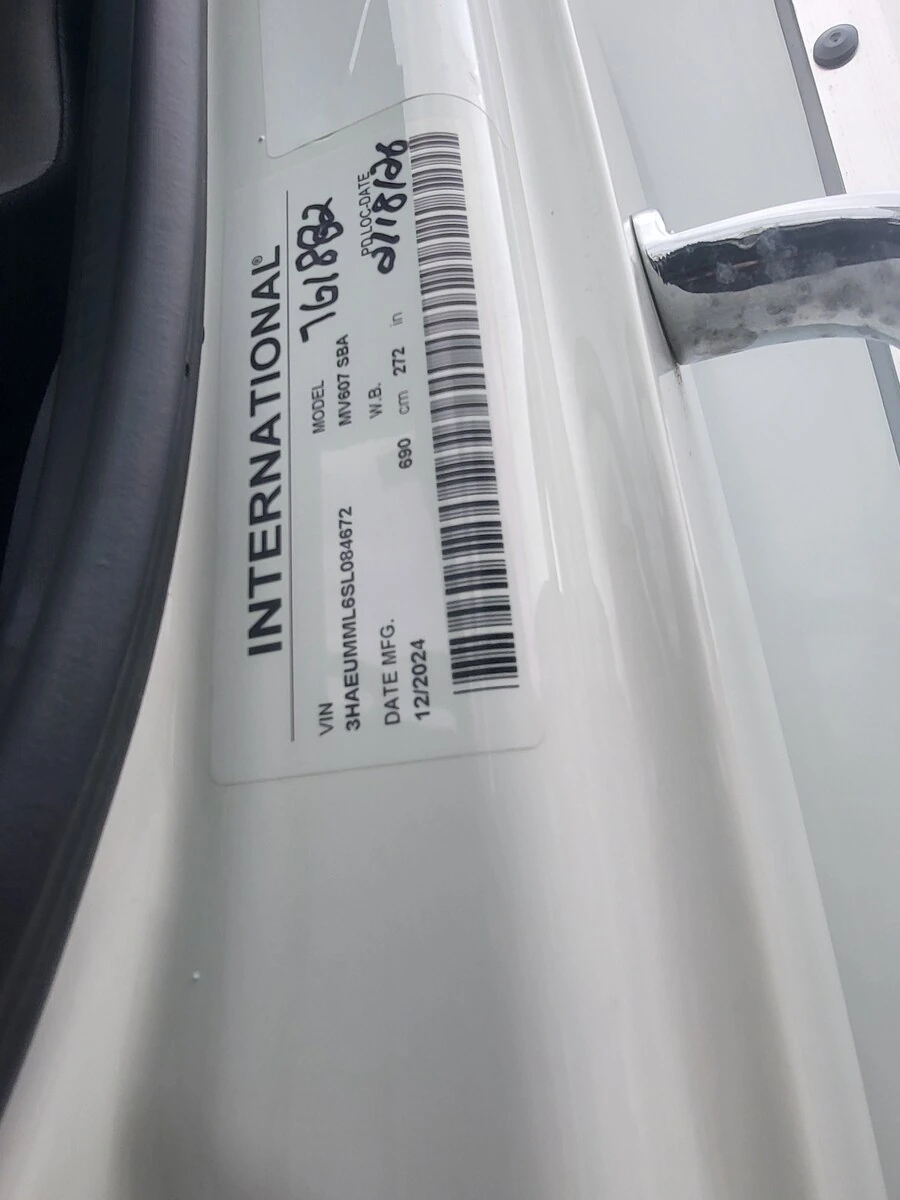 INTERNATIONAL®
VIN
3HAEUMML6SL084672
MODEL
MV607 SBA
DATE MFG.
12/2024
W.B.
690 cm 272 in
PD LOC-DATE